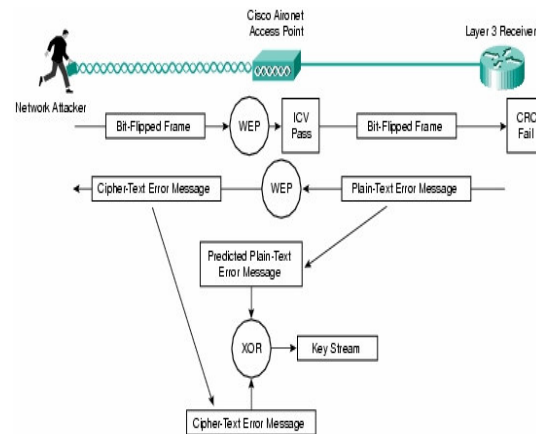 Cisco Aironet
Access Point
Layer 3 Receiver
Network Attacker
Bit-Flipped Frame
WEP
ICV
Pass
Bit-Flipped Frame
CRC
Fail
Cipher-Text Error Message
WEP
Plain-Text Error Message
Predicted Plain-Text
Error Message
XOR
Key Stream
Cipher-Text Error Message